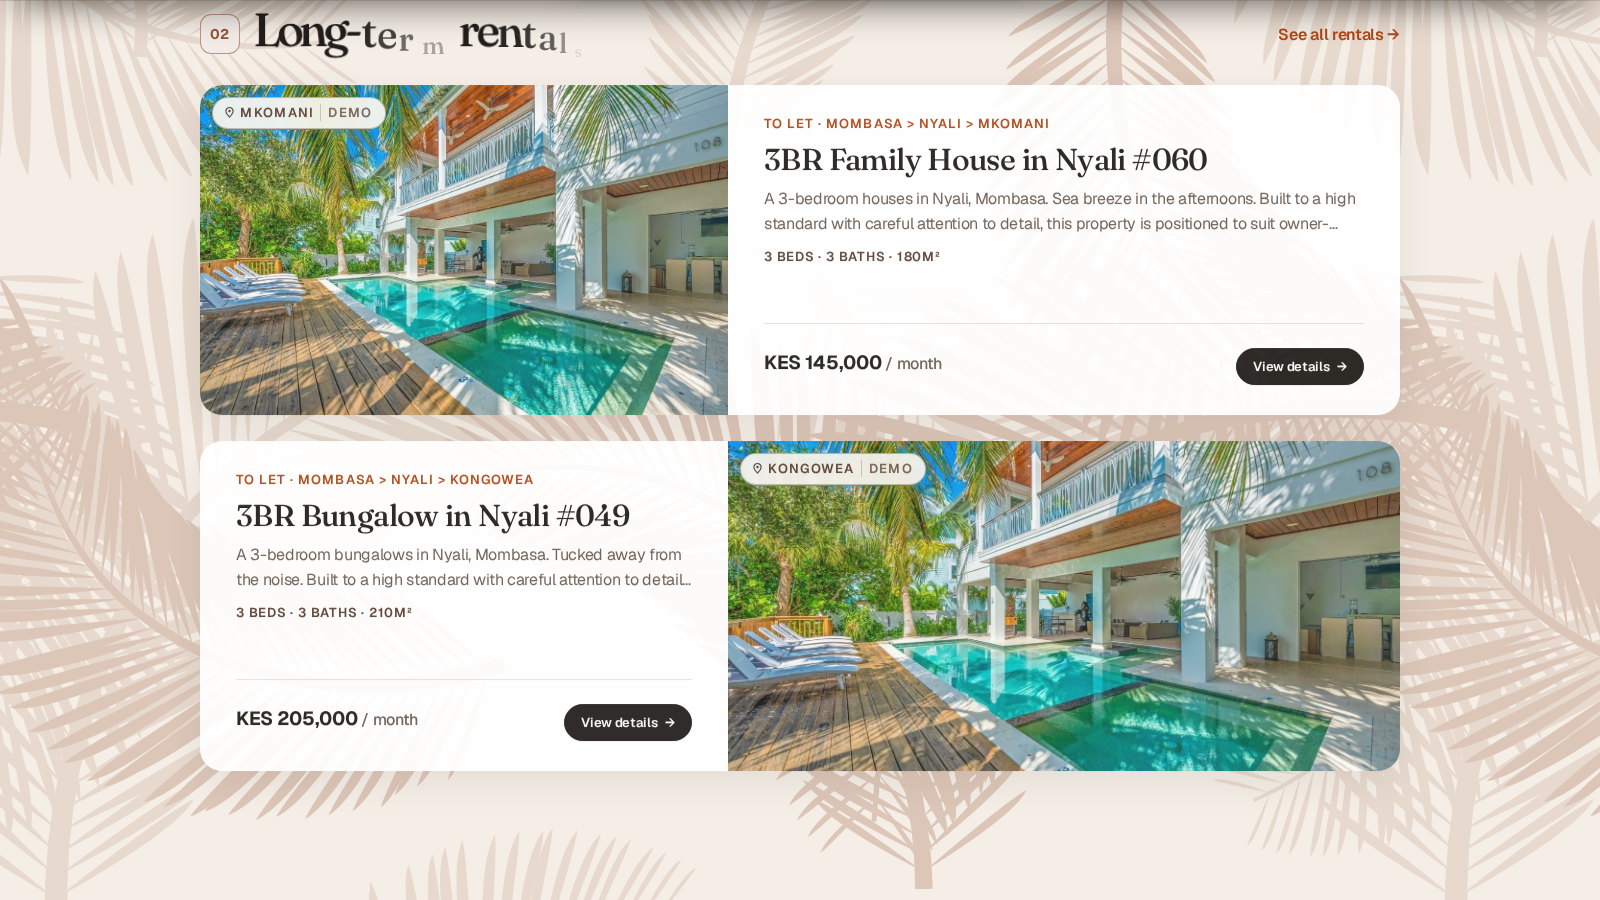 02
Long-term rentals
See all rentals →
MKOMANI | DEMO
108
TO LET · MOMBASA > NYALI > MKOMANI
3BR Family House in Nyali #060
A 3-bedroom houses in Nyali, Mombasa. Sea breeze in the afternoons. Built to a high
standard with careful attention to detail, this property is positioned to suit owner-...
3 BEDS · 3 BATHS · 180M²
KES 145,000 / month
View details →
TO LET · MOMBASA > NYALI > KONGOWEA
3BR Bungalow in Nyali #049
A 3-bedroom bungalows in Nyali, Mombasa. Tucked away from
the noise. Built to a high standard with careful attention to detail...
3 BEDS · 3 BATHS · 210M²
KES 205,000 / month
View details →
KONGOWEA | DEMO
108